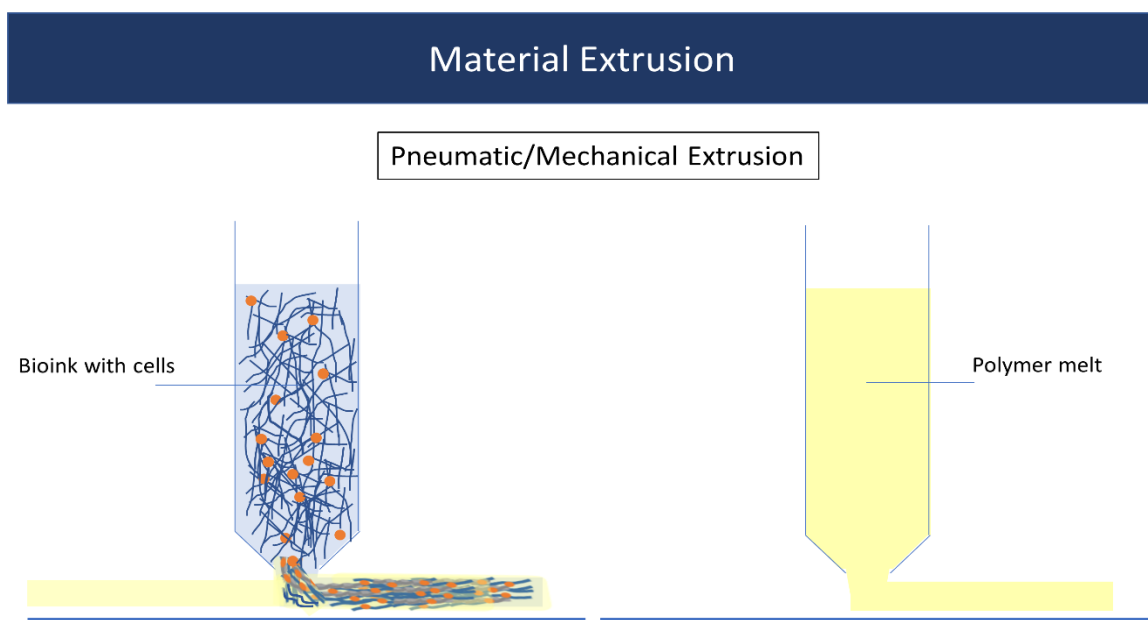 Material Extrusion
Pneumatic/Mechanical Extrusion
Bioink with cells
Polymer melt